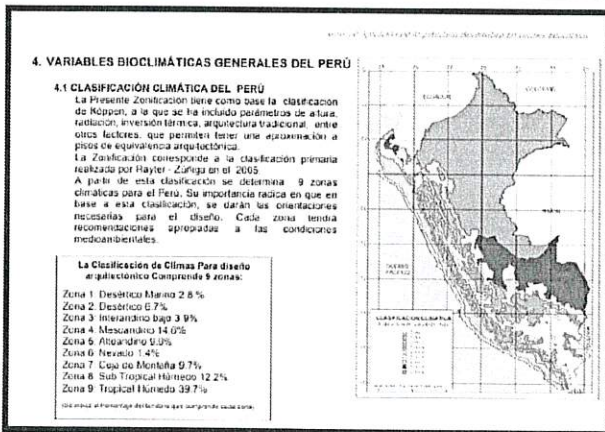 4. VARIABLES BIOCLIMÁTICAS GENERALES DEL PERÚ
4.1 CLASIFICACIÓN CLIMÁTICA DEL PERÚ
La Presente Zonificación tiene como base la clasificación
de Köppen, a la que se ha incluido parámetros de altura,
radiación, inversión térmica, arquitectura tradicional, entre
otros factores, que permiten tener una aproximación a
pisos de equivalencia arquitectónica.
La Zonificación corresponde a la clasificación primaria
realizada por Rayter - Zúñiga en el 2005.
A partir de esta clasificación se determina 9 zonas
climáticas para el Perú. Su importancia radica en que en
base a esta clasificación, se darán las orientaciones
necesarias para el diseño. Cada zona tendrá
recomendaciones apropiadas a las condiciones
medioambientales.
La Clasificación de Climas Para diseño
arquitectónico Comprende 9 zonas:
Zona 1: Desértico Marino 2.8 %
Zona 2: Desértico 6.7%
Zona 3: Interandino bajo 3.9%
Zona 4: Mesoandino 14.6%
Zona 5: Altoandino 9.0%
Zona 6: Nevado 1.4%
Zona 7: Ceja de Montaña 9.7%
Zona 8: Sub Tropical Húmedo 12.2%
Zona 9: Tropical Húmedo 39.7%
ECUADOR
COLOMBIA
BRASIL
OCÉANO
PACÍFICO
CLASIFICACIÓN CLIMÁTICA